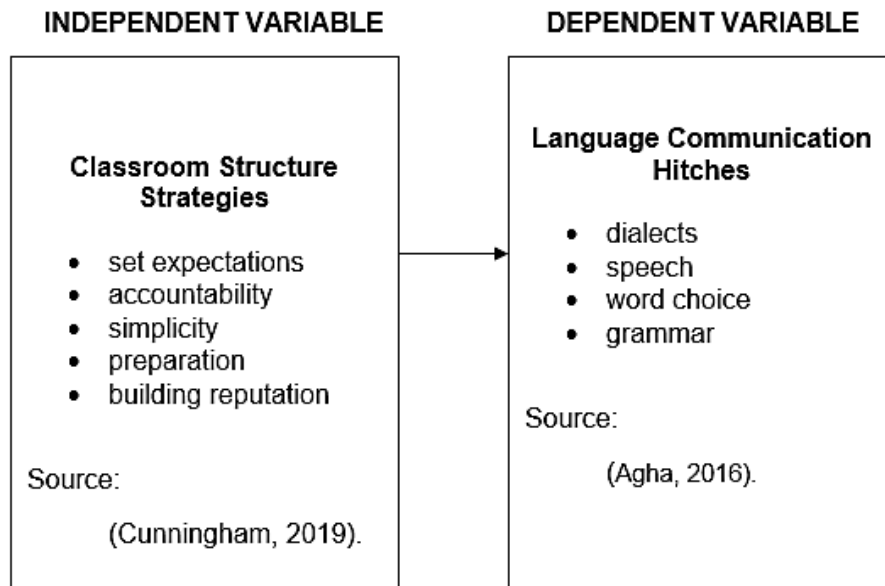 INDEPENDENT VARIABLE
Classroom Structure
Strategies
• set expectations
• accountability
• simplicity
• preparation
• building reputation
Source:
(Cunningham, 2019).
DEPENDENT VARIABLE
Language Communication
Hitches
• dialects
• speech
• word choice
• grammar
Source:
(Agha, 2016).